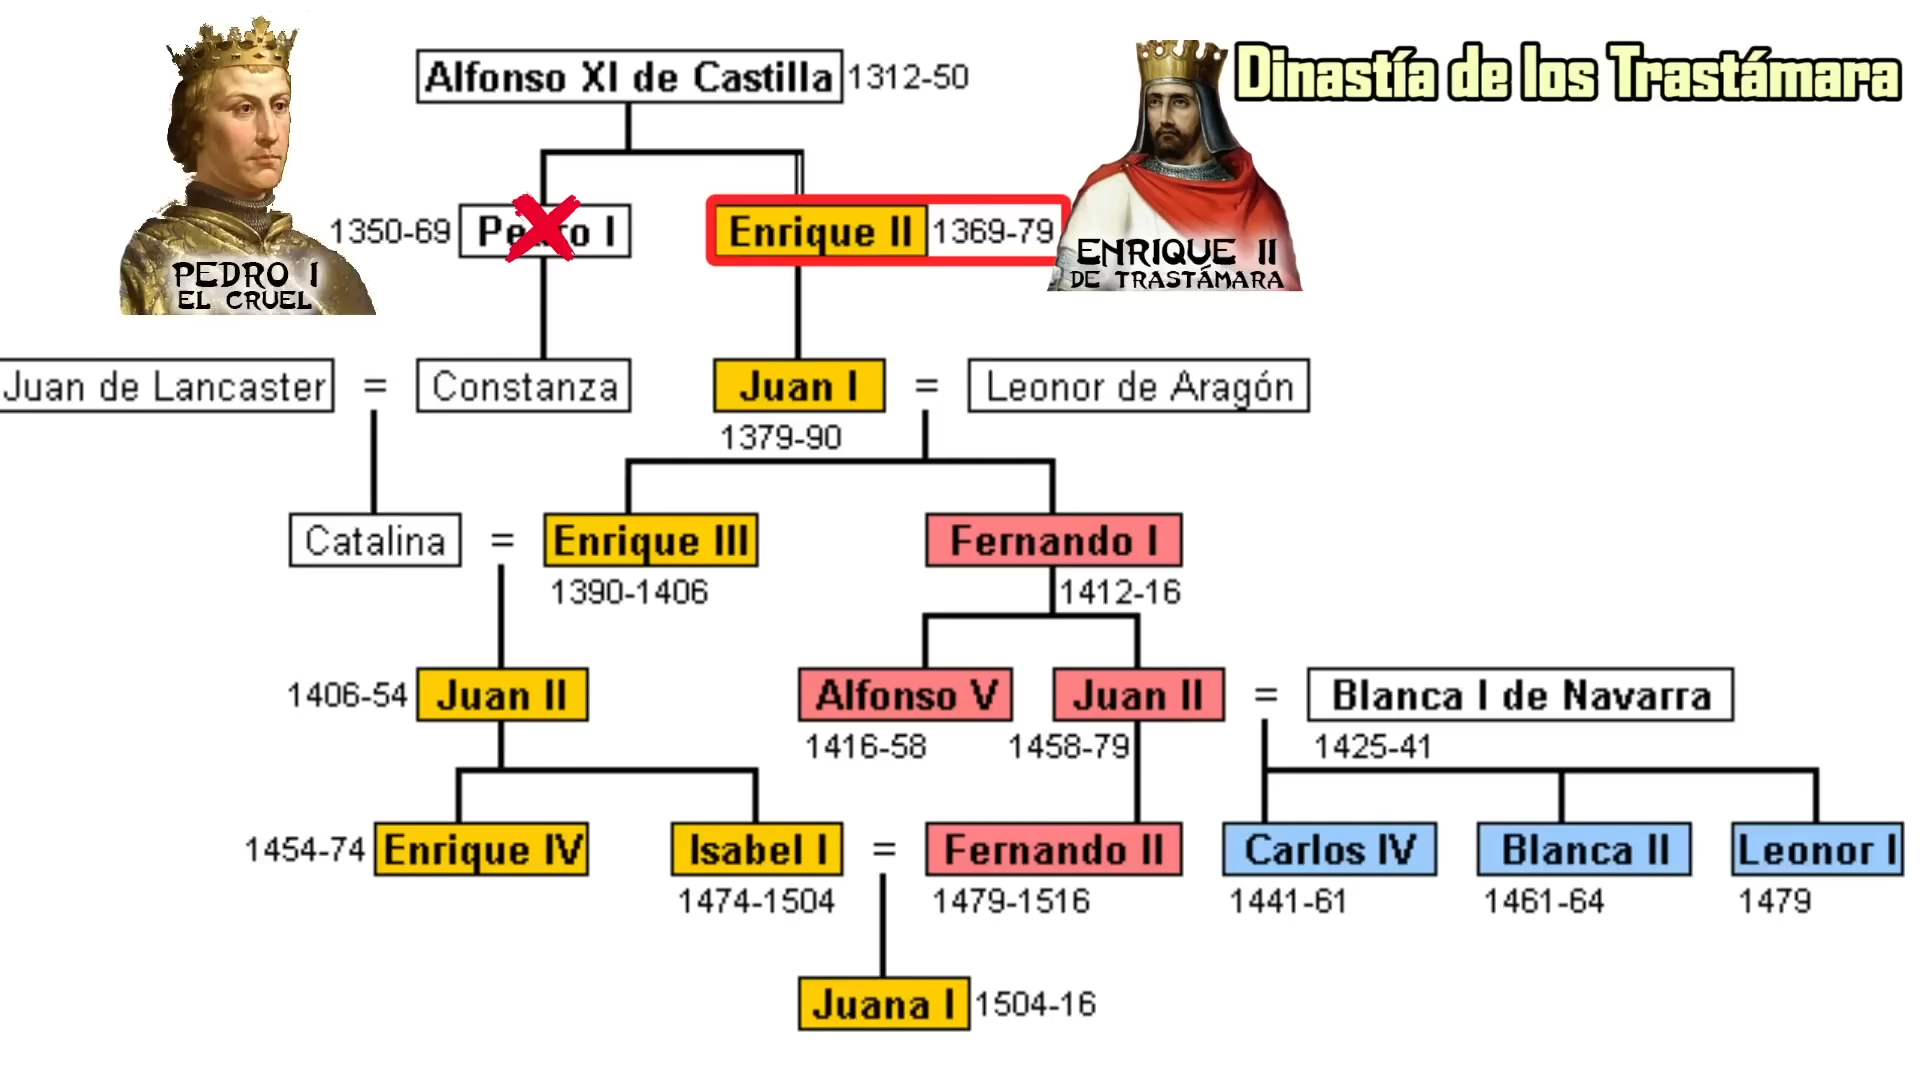 Dinastía de los Trastámara
Alfonso XI de Castilla 1312-50
1350-69 Pedro I
Enrique II 1369-79
PEDRO I
EL CRUEL
ENRIQUE II
DE TRASTÁMARA
Juan de Lancaster = Constanza
Juan I = Leonor de Aragón
1379-90
Catalina = Enrique III
Fernando I
1390-1406
1412-16
1406-54 Juan II
Alfonso V
Juan II = Blanca I de Navarra
1416-58
1458-79
1425-41
1454-74 Enrique IV
Isabel I = Fernando II
Carlos IV
Blanca II
Leonor I
1474-1504
1479-1516
1441-61
1461-64
1479
Juana I 1504-16